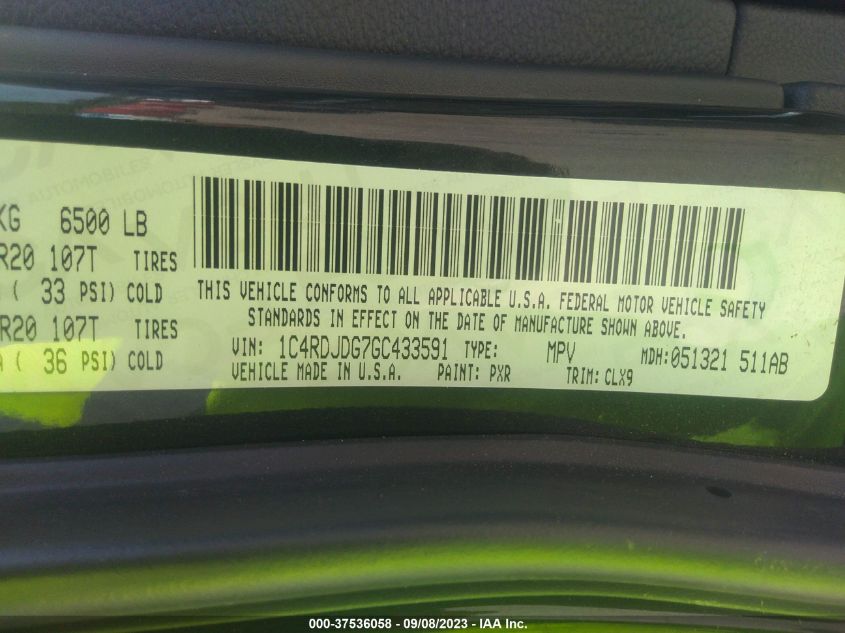 KG 6500 LB
R20 107T TIRES
( 33 PSI) COLD
R20 107T TIRES
( 36 PSI) COLD
THIS VEHICLE CONFORMS TO ALL APPLICABLE U.S.A. FEDERAL MOTOR VEHICLE SAFETY
STANDARDS IN EFFECT ON THE DATE OF MANUFACTURE SHOWN ABOVE.
VIN: 1C4RDJDG7GC433591 TYPE: MPV MDH:051321 511AB
VEHICLE MADE IN U.S.A. PAINT: PXR TRIM: CLX9
000-37536058 - 09/08/2023 - IAA Inc.